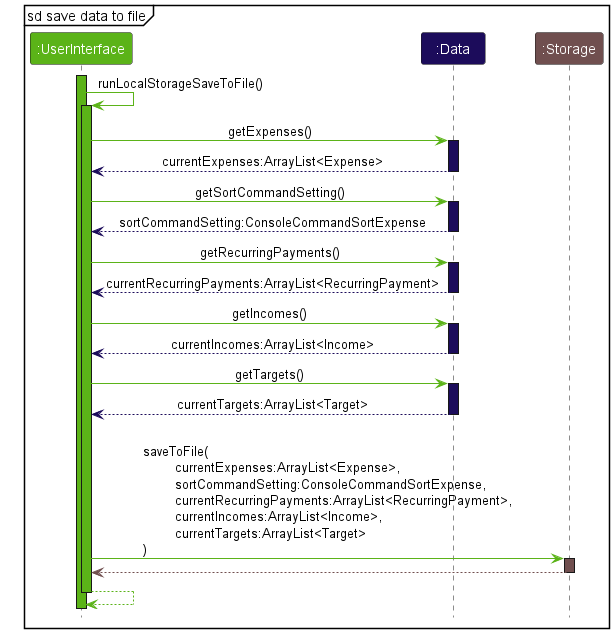 sd save data to file
:UserInterface
:Data
:Storage
runLocalStorageSaveToFile()
getExpenses()
currentExpenses:ArrayList<Expense>
getSortCommandSetting()
sortCommandSetting:ConsoleCommandSortExpense
getRecurringPayments()
currentRecurringPayments:ArrayList<RecurringPayment>
getIncomes()
currentIncomes:ArrayList<Income>
getTargets()
currentTargets:ArrayList<Target>
saveToFile(
currentExpenses:ArrayList<Expense>,
sortCommandSetting:ConsoleCommandSortExpense,
currentRecurringPayments:ArrayList<RecurringPayment>,
currentIncomes:ArrayList<Income>,
currentTargets:ArrayList<Target>
)